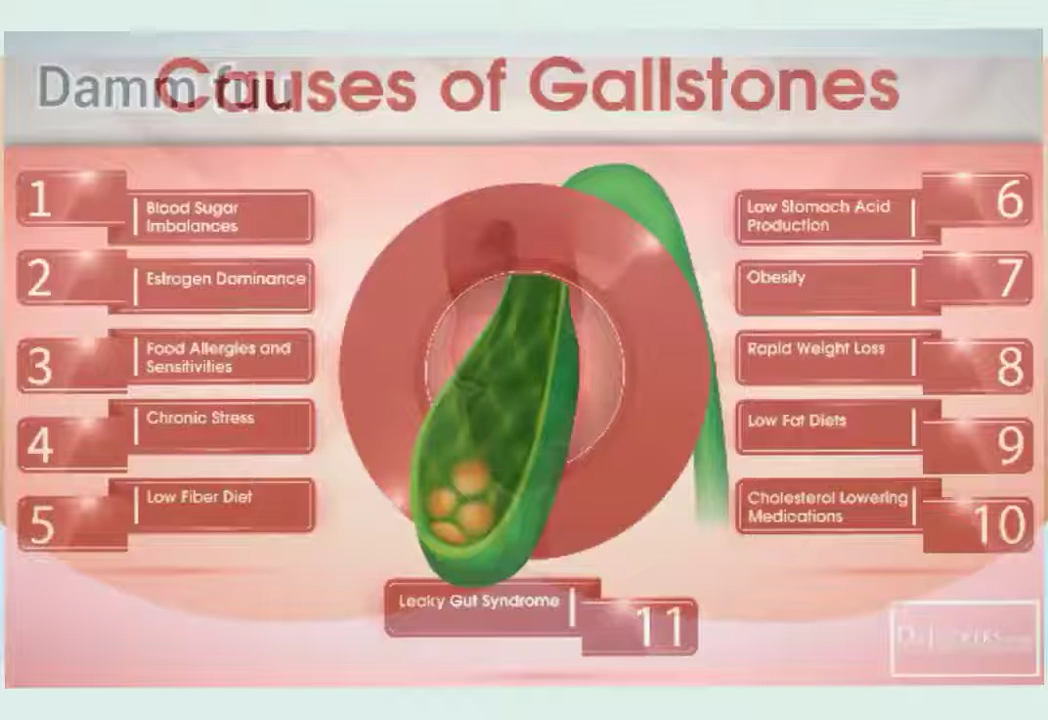 Causes of Gallstones
1
Blood Sugar
Imbalances
2
Estrogen Dominance
3
Food Allergies and
Sensitivities
4
Chronic Stress
5
Low Fiber Diet
6
Low Stomach Acid
Production
7
Obesity
8
Rapid Weight Loss
9
Low Fat Diets
10
Cholesterol Lowering
Medications
Leaky Gut Syndrome
11